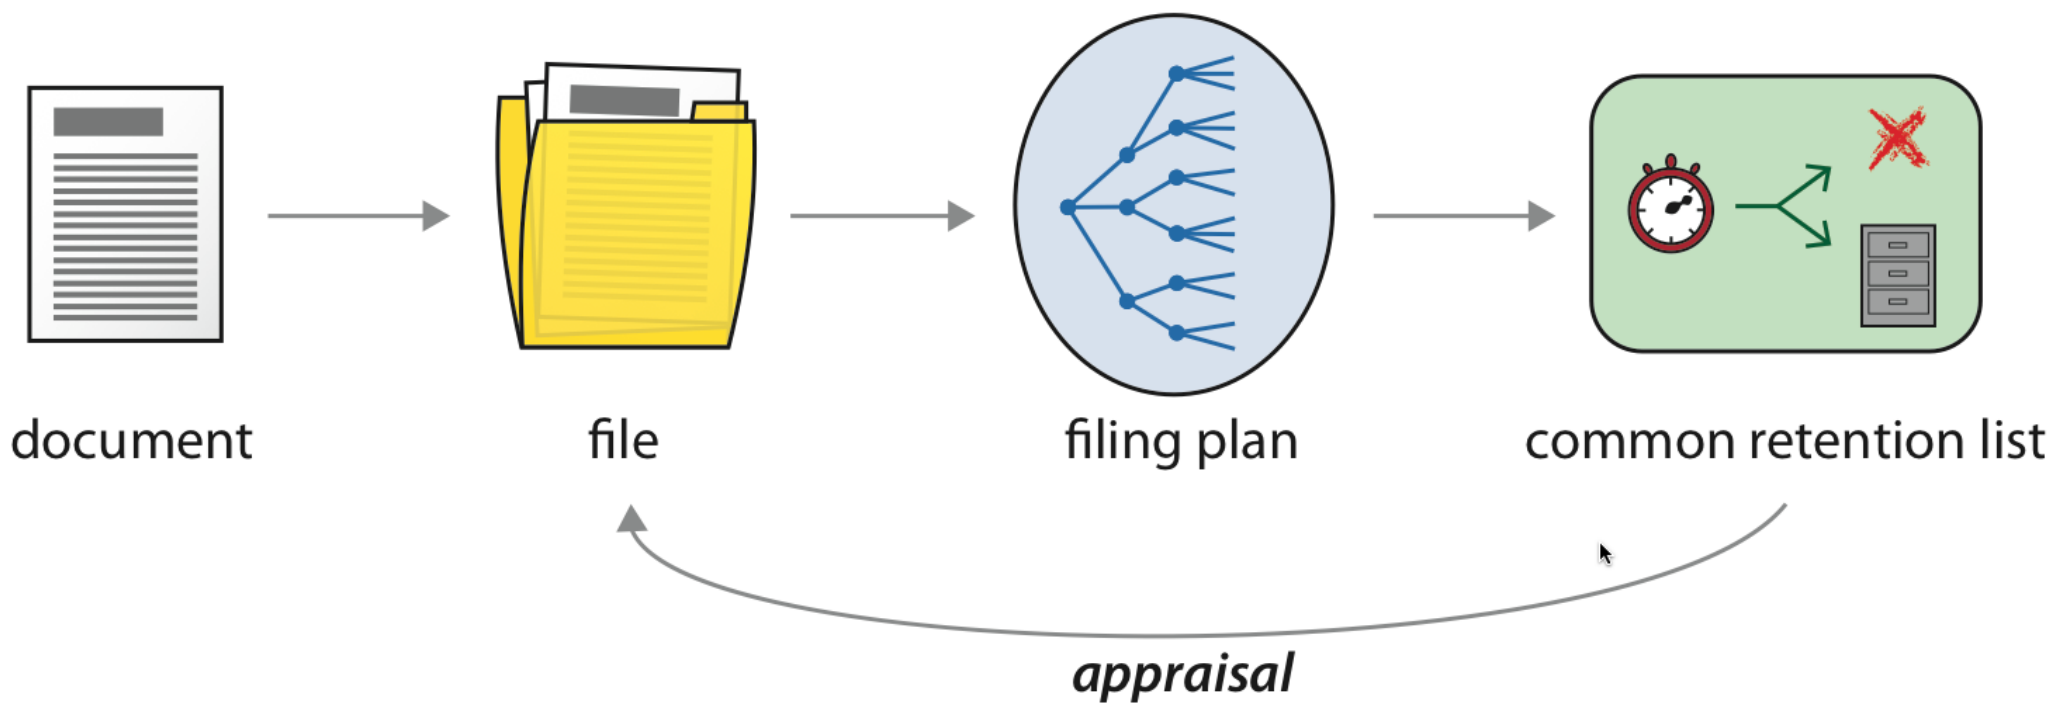 document
file
filing plan
common retention list
appraisal